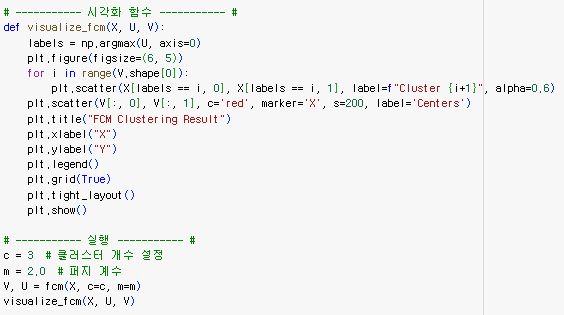 # ----------- 시각화 함수 ----------- #
def visualize_fcm(X, U, V):
    labels = np.argmax(U, axis=0)
    plt.figure(figsize=(6, 5))
    for i in range(V.shape[0]):
        plt.scatter(X[labels == i, 0], X[labels == i, 1], label=f"Cluster {i+1}", alpha=0.6)
    plt.scatter(V[:, 0], V[:, 1], c='red', marker='X', s=200, label='Centers')
    plt.title("FCM Clustering Result")
    plt.xlabel("X")
    plt.ylabel("Y")
    plt.legend()
    plt.grid(True)
    plt.tight_layout()
    plt.show()

# ----------- 실행 ----------- #
c = 3  # 클러스터 개수 설정
m = 2.0  # 퍼지 계수
V, U = fcm(X, c=c, m=m)
visualize_fcm(X, U, V)